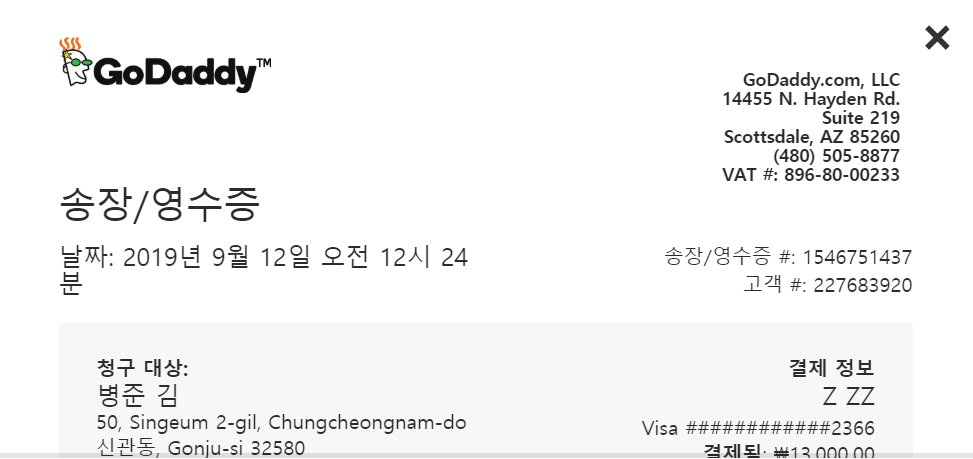 GoDaddy™
GoDaddy.com, LLC
14455 N. Hayden Rd.
Suite 219
Scottsdale, AZ 85260
(480) 505-8877
VAT #: 896-80-00233
송장/영수증
날짜: 2019년 9월 12일 오전 12시 24
분
송장/영수증 #: 1546751437
고객 #: 227683920
청구 대상:
병준 김
50, Singeum 2-gil, Chungcheongnam-do
신관동, Gonju-si 32580
결제 정보
Z ZZ
Visa ############2366
결제됨: ₩13,000.00